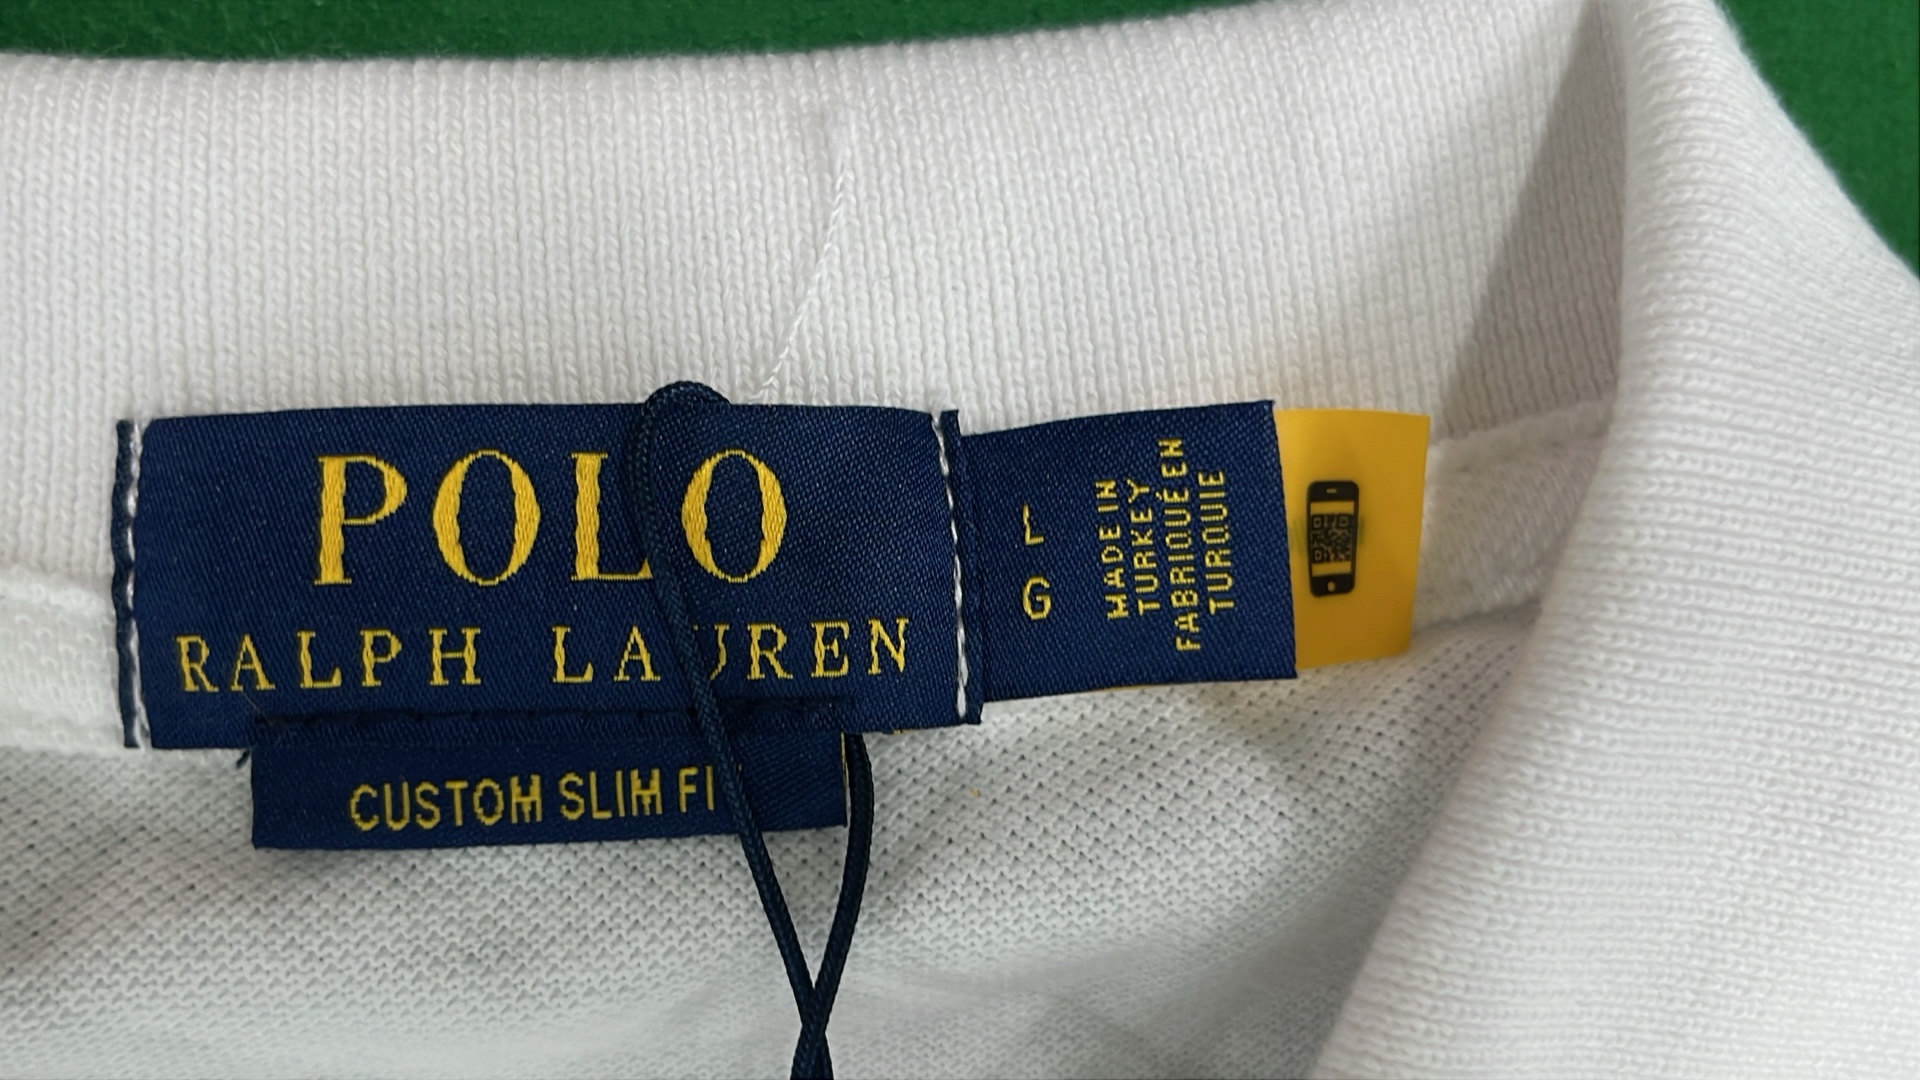 POLO
RALPH LAUREN
CUSTOM SLIM FI
L
G
MADE IN
TURKEY
FABRIQUÉ EN
TURQUIE